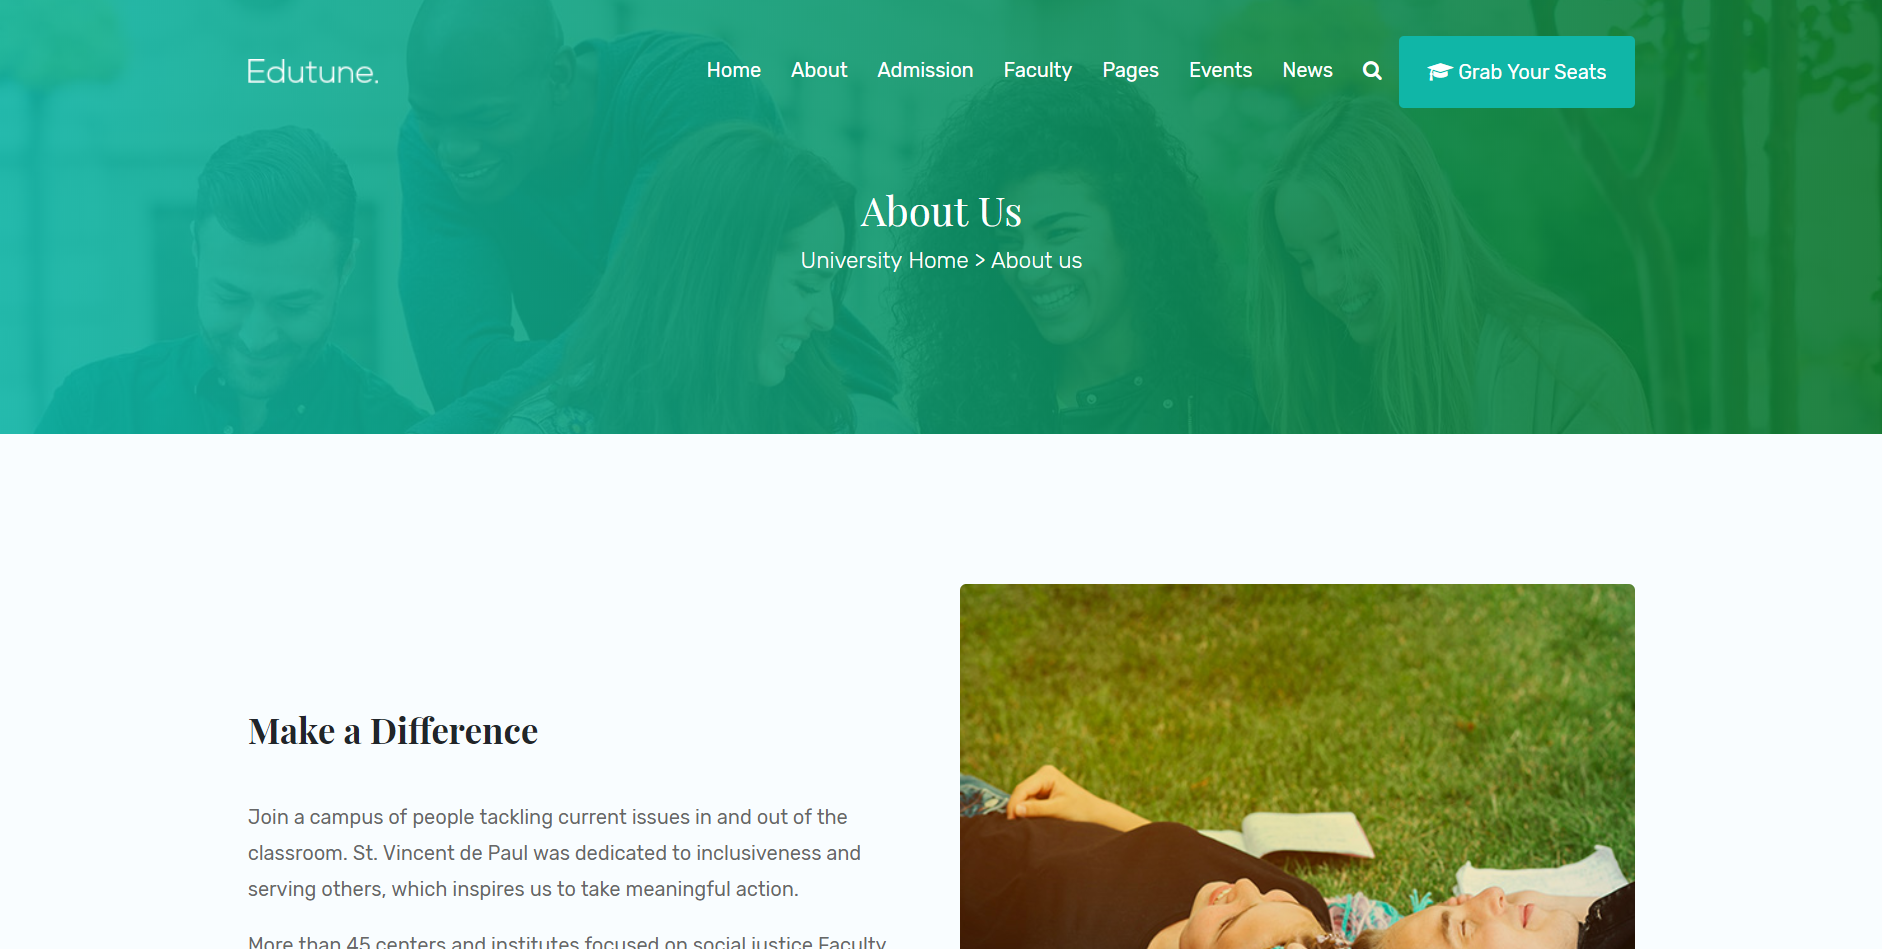 Edutune.
Home About Admission Faculty Pages Events News Grab Your Seats
About Us
University Home > About us
Make a Difference
Join a campus of people tackling current issues in and out of the
classroom. St. Vincent de Paul was dedicated to inclusiveness and
serving others, which inspires us to take meaningful action.
More than 45 centers and institutes focused on social justice Faculty